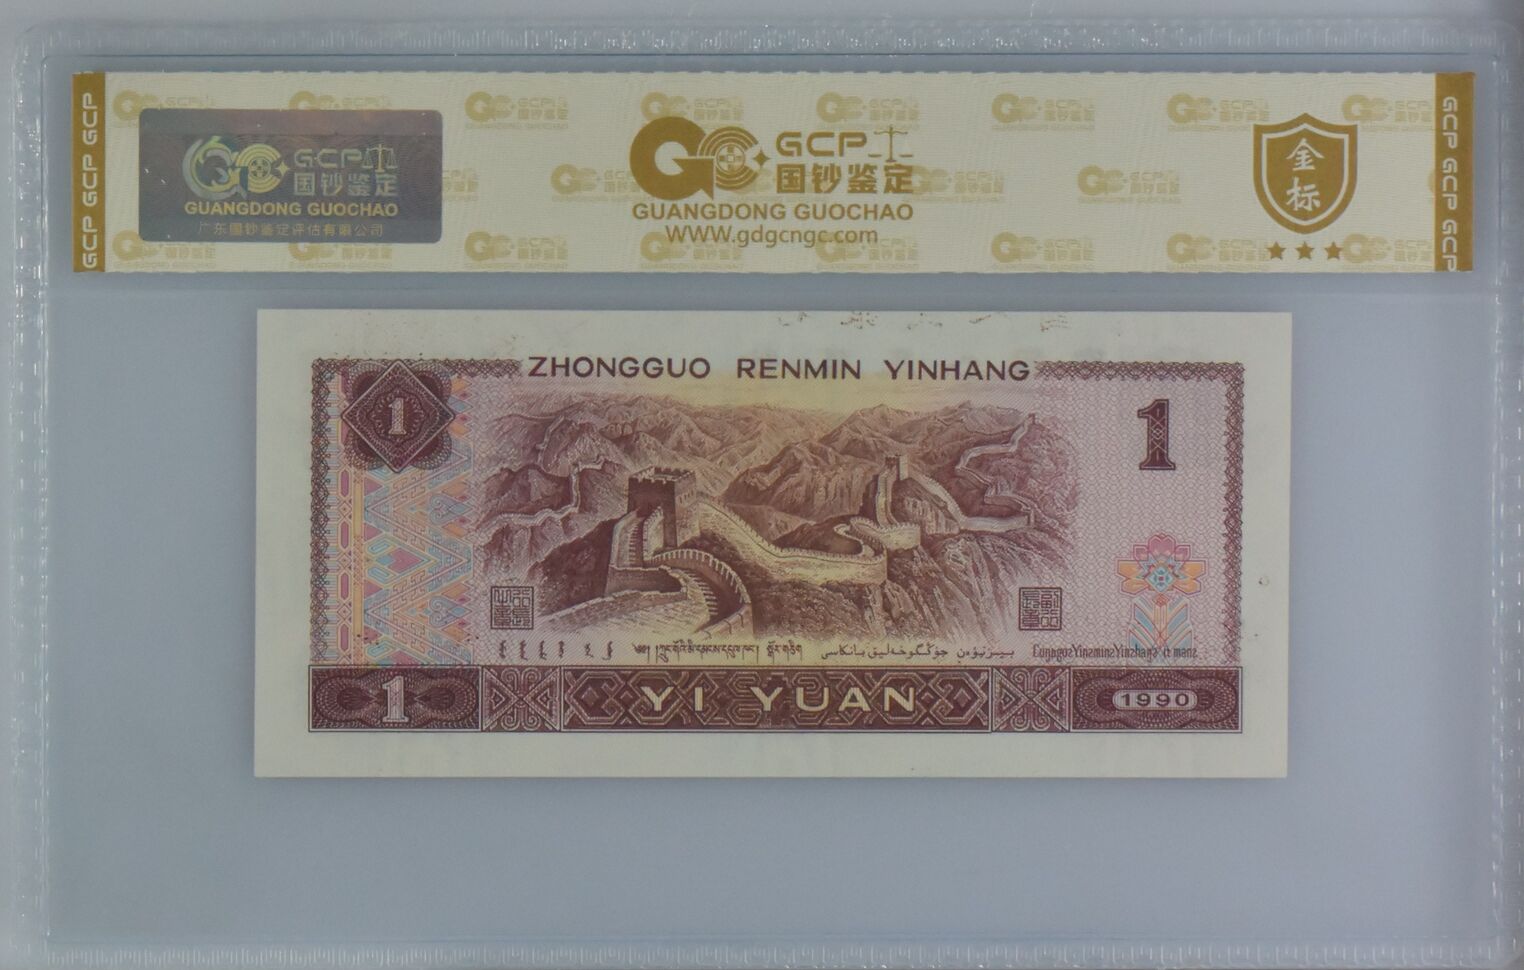 GCP GCP GCP
GCP 国钞鉴定
GUANGDONG GUOCHAO
广东国钞鉴定评估有限公司
GCP
国钞鉴定
GUANGDONG GUOCHAO
WWW.gdgcngc.com
金
标
GCP GCP GCP
ZHONGGUO RENMIN YINHANG
1
1
1 YI YUAN 1990